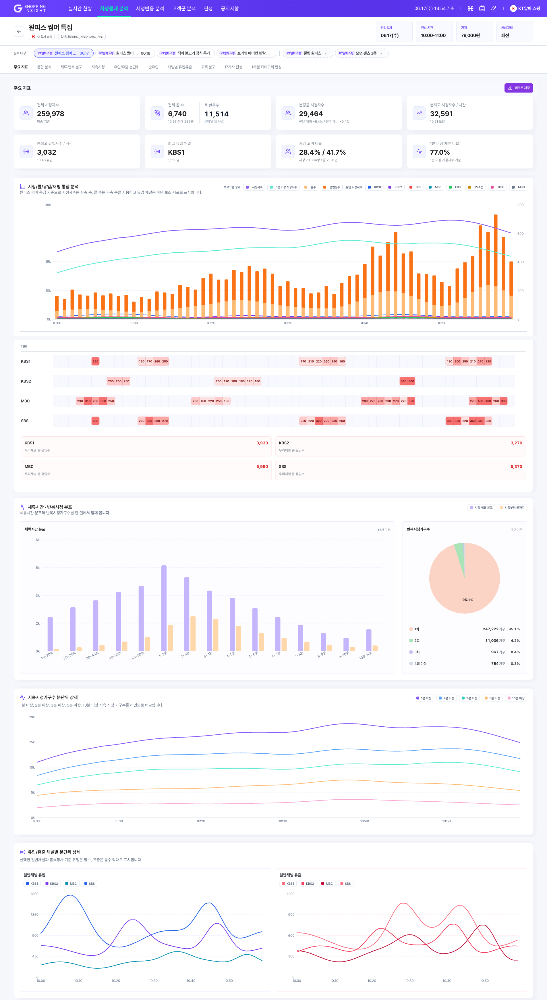 SHOPPING
INSIGHT
실시간 현황 시청행태 분석 시청반응 분석 고객군 분석 편성 공지사항
06.17(수) 14:54 기준
K KT알파 쇼핑
원피스 썸머 특집
KT알파 쇼핑
일반채널 KBS1, KBS2, MBC, SBS
편성일자
06.17(수)
편성 시간
10:00-11:00
가격
79,000원
카테고리
패션
분석 대상
KT알파 쇼핑 원피스 썸머 ... 06.17
KT알파 쇼핑 원피스 썸머 ... 06.18
KT알파 쇼핑 직화 불고기 정식 특가
KT알파 쇼핑 프라임 에어컨 렌탈 ...
KT알파 쇼핑 쿨링 원피스 ×
KT알파 쇼핑 모던 팬츠 3종 ×
주요 지표 통합 분석 체류·반복 분포 지속시청 유입/유출 분단위 순유입 채널별 유입유출 고객 분포 17개사 편성 1개월 카테고리 편성
주요 지표
리포트 저장
전체 시청자수
259,978
방송 기준
전체 콜 수
6,740
10:56 최대 239콜
웹 반응수
11,514
모바일 웹 유입
분평균 시청자수
29,464
전날 대비 +6.4% / 전주 대비 +9.4%
분최고 시청자수 / 시간
32,591
10:51 도달
분최고 유입자수 / 시간
3,032
10:46 유입
최고 유입 채널
KBS1
1,550명
가망 고객 비율
28.4% / 41.7%
시청 73,834명 / 콜 2,811건
1분 이상 체류 비율
77.0%
1분 이상 시청자수 기준
시청/콜/유입/재핑 통합 분석
원피스 썸머 특집 기준으로 시청자수는 좌측 축, 콜 수는 우측 축을 사용하고 유입 채널은 하단 보조 지표로 표시합니다.
프로그램 성과 시청자수 1분 이상 시청자수 콜수 웹반응수 유입 시청자수 KBS1 KBS2 SBS MBC EBS TV조선 JTBC MBN
38k
19k
10k
0k
800
600
400
200
0
10:00 10:10 10:20 10:30 10:40 10:50
재핑
KBS1 320 160 170 260 250 170 210 220 260 240 160 190 300 250 210 270 290
KBS2 250 230 250 200 170 200 180 170 180 640 800
MBC 230 310 280 350 250 250 160 220 250 150 280 270 280 230 270 220 330 270 400 400 260 330
SBS 680 260 390 280 270 250 220 320 290 280 260 360 330 220 360 340 260
KBS1 3,930
우리채널 총 유입수
KBS2 3,270
우리채널 총 유입수
MBC 5,990
우리채널 총 유입수
SBS 5,370
우리채널 총 유입수
체류시간 · 반복시청 분포
체류시간 분포와 반복시청가구수를 한 셀에서 함께 봅니다.
시청 체류 분포 시청부터 콜까지
체류시간 분포
15개 구간
6k
5k
3k
2k
0k
10~20초 20~30초 30~40초 40~50초 50~60초 1~2분 2~3분 3~4분 4~5분 5~6분 6~7분 7~8분 8~9분 9~10분 10분 이상
반복시청가구수
가구 기준
95.1%
1회 247,222 가구 95.1%
2회 11,036 가구 4.2%
3회 967 가구 0.4%
4회 이상 754 가구 0.3%
지속시청가구수 분단위 상세
1분 이상, 2분 이상, 3분 이상, 5분 이상, 10분 이상 지속 시청 가구수를 라인으로 비교합니다.
1분 이상 2분 이상 3분 이상 5분 이상 10분 이상
20k
15k
10k
5k
0k
10:00 10:10 10:20 10:30 10:40 10:50
유입/유출 채널별 분단위 상세
선택한 일반채널과 홈쇼핑사 기준 유입은 양수, 유출은 음수 막대로 표시합니다.
일반채널 유입
KBS1 KBS2 MBC SBS
1800
1350
900
450
0
10:00 10:10 10:20 10:30 10:40 10:50
일반채널 유출
KBS1 KBS2 MBC SBS
1200
900
600
300
0
10:00 10:10 10:20 10:30 10:40 10:50